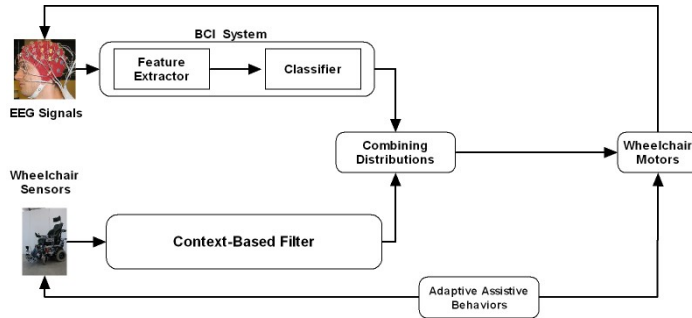 BCI System
Feature
Extractor
Classifier
EEG Signals
Combining
Distributions
Wheelchair
Motors
Wheelchair
Sensors
Context-Based Filter
Adaptive Assistive
Behaviors